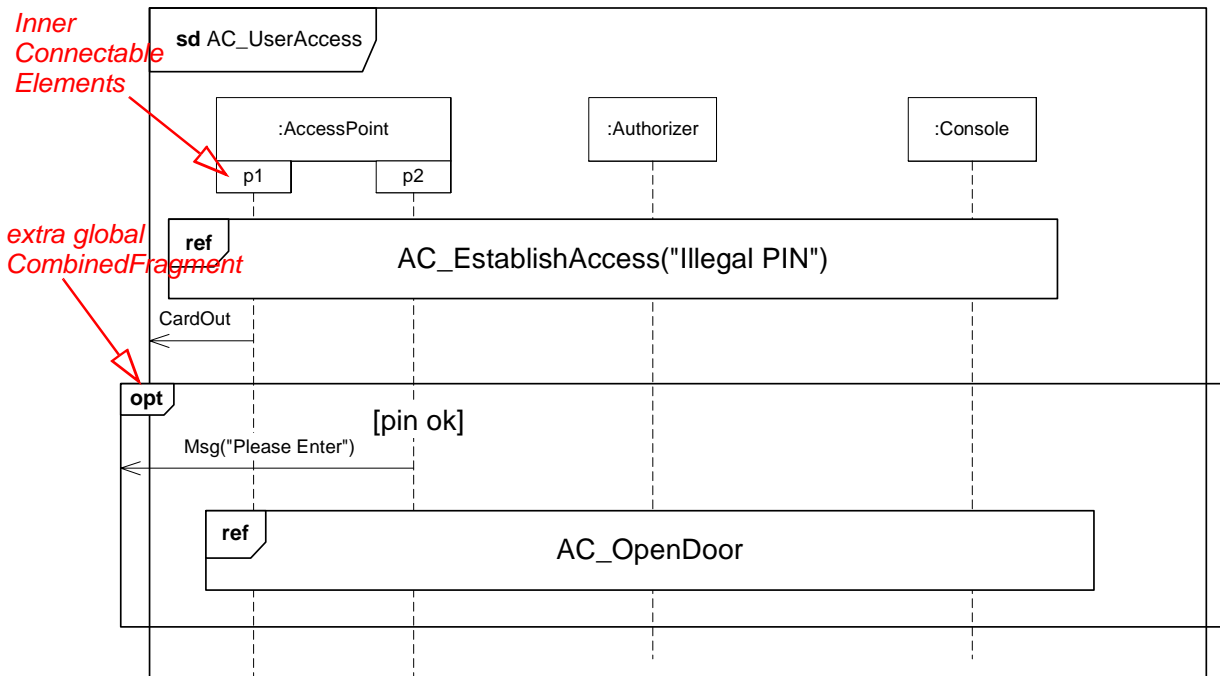 Inner
Connectable
Elements
sd AC_UserAccess
:AccessPoint
:Authorizer
:Console
p1
p2
extra global
CombinedFragment
ref
AC_EstablishAccess("Illegal PIN")
CardOut
opt
[pin ok]
Msg("Please Enter")
ref
AC_OpenDoor